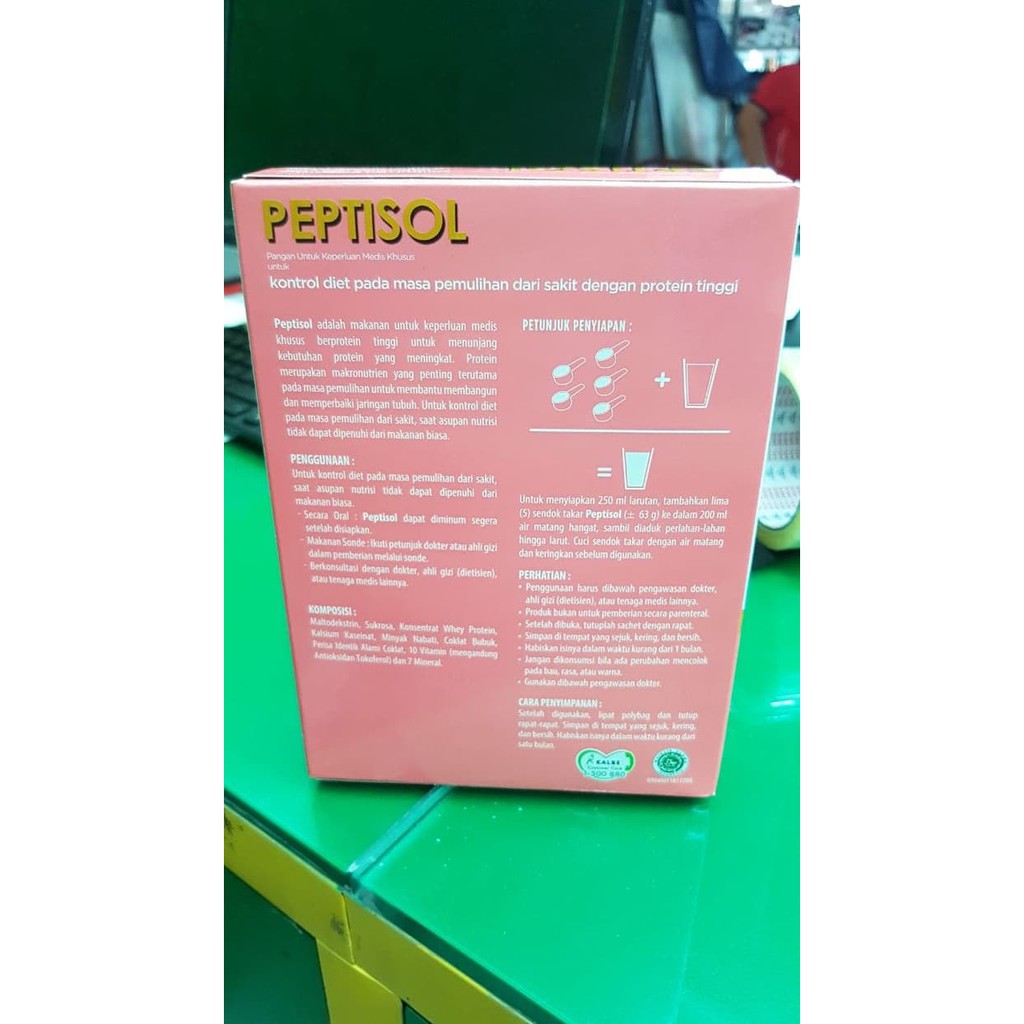 PEPTISOL
Pangan Untuk Keperluan Medis Khusus
untuk
kontrol diet pada masa pemulihan dari sakit dengan protein tinggi
Peptisol adalah makanan untuk keperluan medis
khusus berprotein tinggi untuk menunjang
kebutuhan protein yang meningkat. Protein
merupakan makronutrien yang penting terutama
pada masa pemulihan untuk membantu membangun
dan memperbaiki jaringan tubuh. Untuk kontrol diet
pada masa pemulihan dari sakit, saat asupan nutrisi
tidak dapat dipenuhi dari makanan biasa.
PENGGUNAAN :
Untuk kontrol diet pada masa pemulihan dari sakit,
saat asupan nutrisi tidak dapat dipenuhi dari
makanan biasa.
- Secara Oral : Peptisol dapat diminum segera
setelah disiapkan.
- Makanan Sonde : Ikuti petunjuk dokter atau ahli gizi
dalam pemberian melalui sonde.
- Berkonsultasi dengan dokter, ahli gizi (dietisien),
atau tenaga medis lainnya.
KOMPOSISI :
Maltodekstrin, Sukrosa, Konsentrat Whey Protein,
Kalsium Kaseinat, Minyak Nabati, Coklat Bubuk,
Perisa Identik Alami Coklat, 10 Vitamin (mengandung
Antioksidan Tokoferol) dan 7 Mineral.
PETUNJUK PENYIAPAN :
+
=
Untuk menyiapkan 250 ml larutan, tambahkan lima
(5) sendok takar Peptisol (± 63 g) ke dalam 200 ml
air matang hangat, sambil diaduk perlahan-lahan
hingga larut. Cuci sendok takar dengan air matang
dan keringkan sebelum digunakan.
PERHATIAN :
• Penggunaan harus dibawah pengawasan dokter,
ahli gizi (dietisien), atau tenaga medis lainnya.
• Produk bukan untuk pemberian secara parenteral.
• Setelah dibuka, tutuplah sachet dengan rapat.
• Simpan di tempat yang sejuk, kering, dan bersih.
• Habiskan isinya dalam waktu kurang dari 1 bulan.
• Jangan dikonsumsi bila ada perubahan mencolok
pada bau, rasa, atau warna.
• Gunakan dibawah pengawasan dokter.
CARA PENYIMPANAN :
Setelah digunakan, lipat polybag dan tutup
rapat-rapat. Simpan di tempat yang sejuk, kering,
dan bersih. Habiskan isinya dalam waktu kurang dari
satu bulan.
KALBE
Customer Care
1-500 880